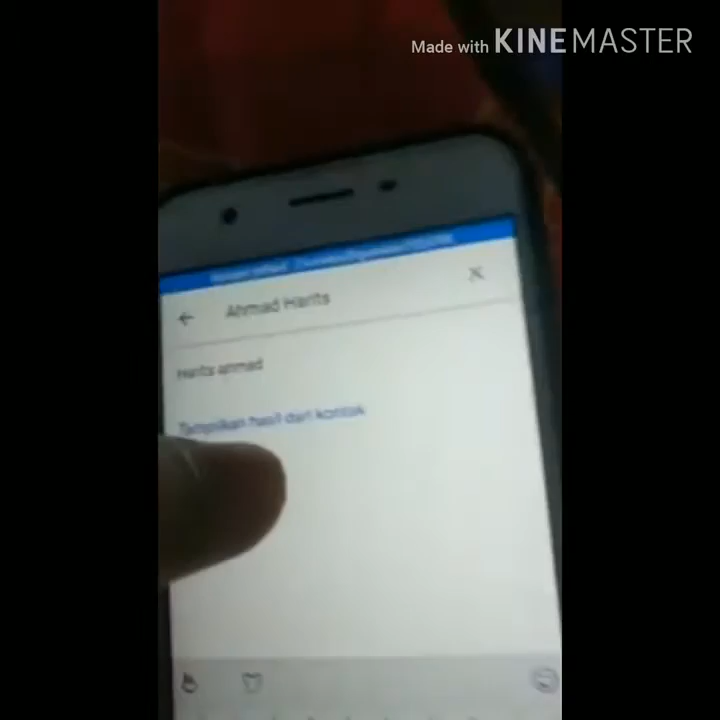 Made with KINEMASTER
Ahmad Harits
Harits ahmad
Tampilkan hasil dari kontak